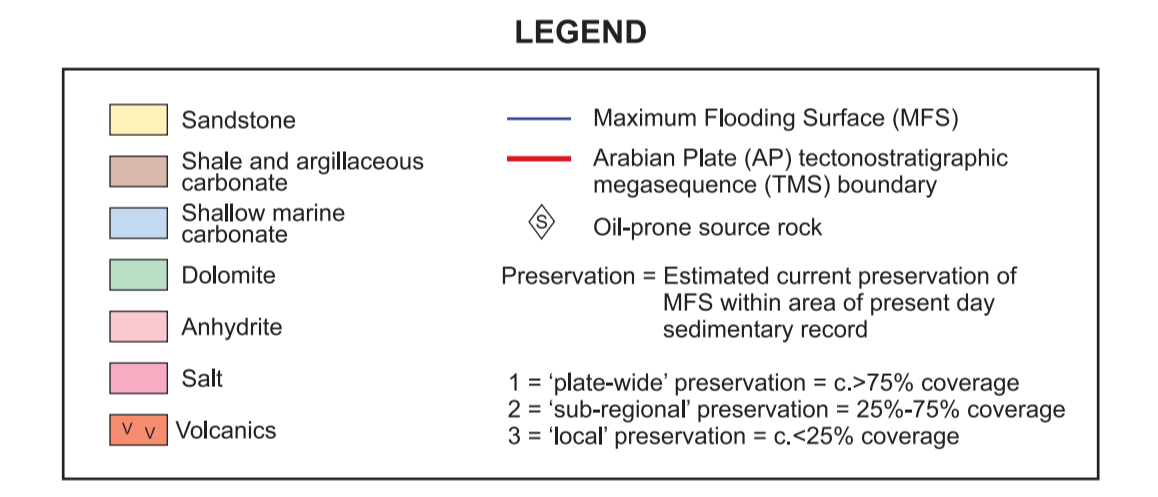 LEGEND
Sandstone
Shale and argillaceous
carbonate
Shallow marine
carbonate
Dolomite
Anhydrite
Salt
V V Volcanics
Maximum Flooding Surface (MFS)
Arabian Plate (AP) tectonostratigraphic
megasequence (TMS) boundary
S Oil-prone source rock
Preservation = Estimated current preservation of
MFS within area of present day
sedimentary record
1 = ‘plate-wide’ preservation = c.>75% coverage
2 = ‘sub-regional’ preservation = 25%-75% coverage
3 = ‘local’ preservation = c.<25% coverage